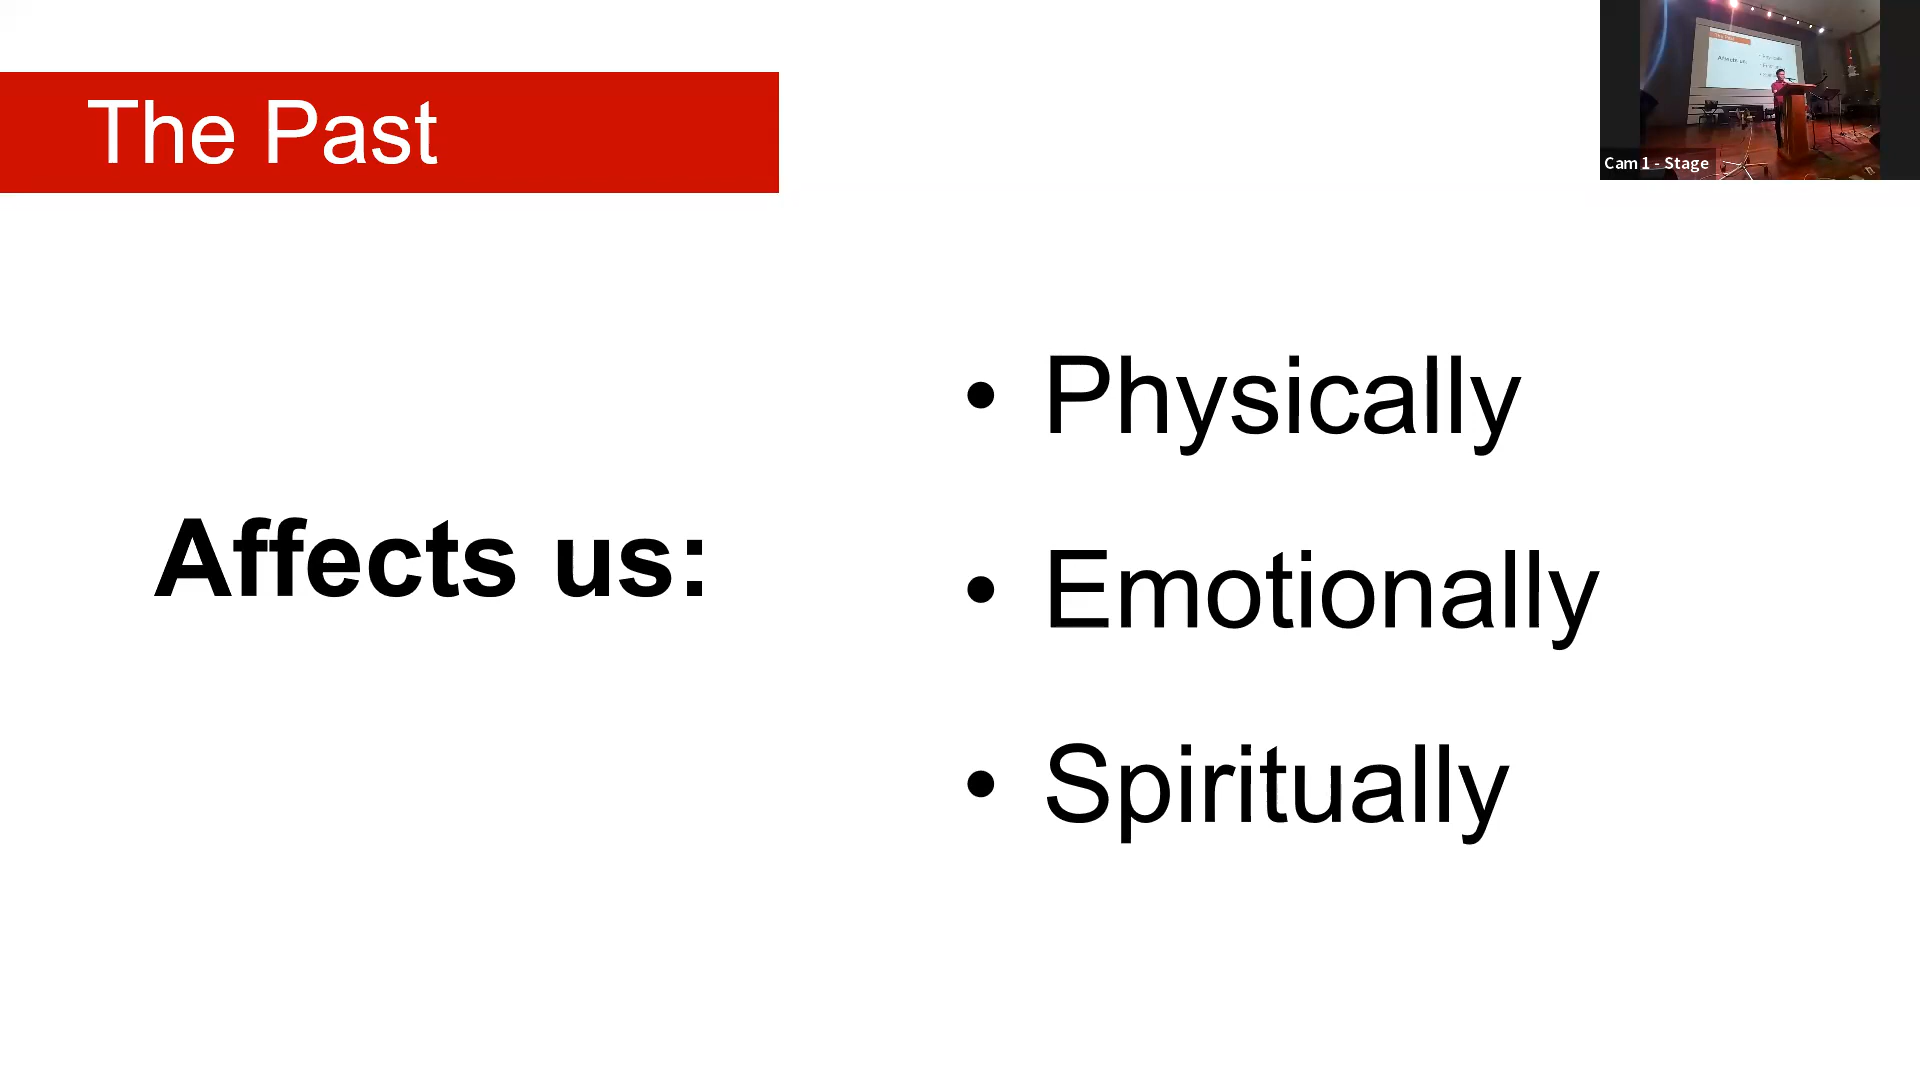 The Past
Cam 1 - Stage
Affects us:
• Physically
• Emotionally
• Spiritually